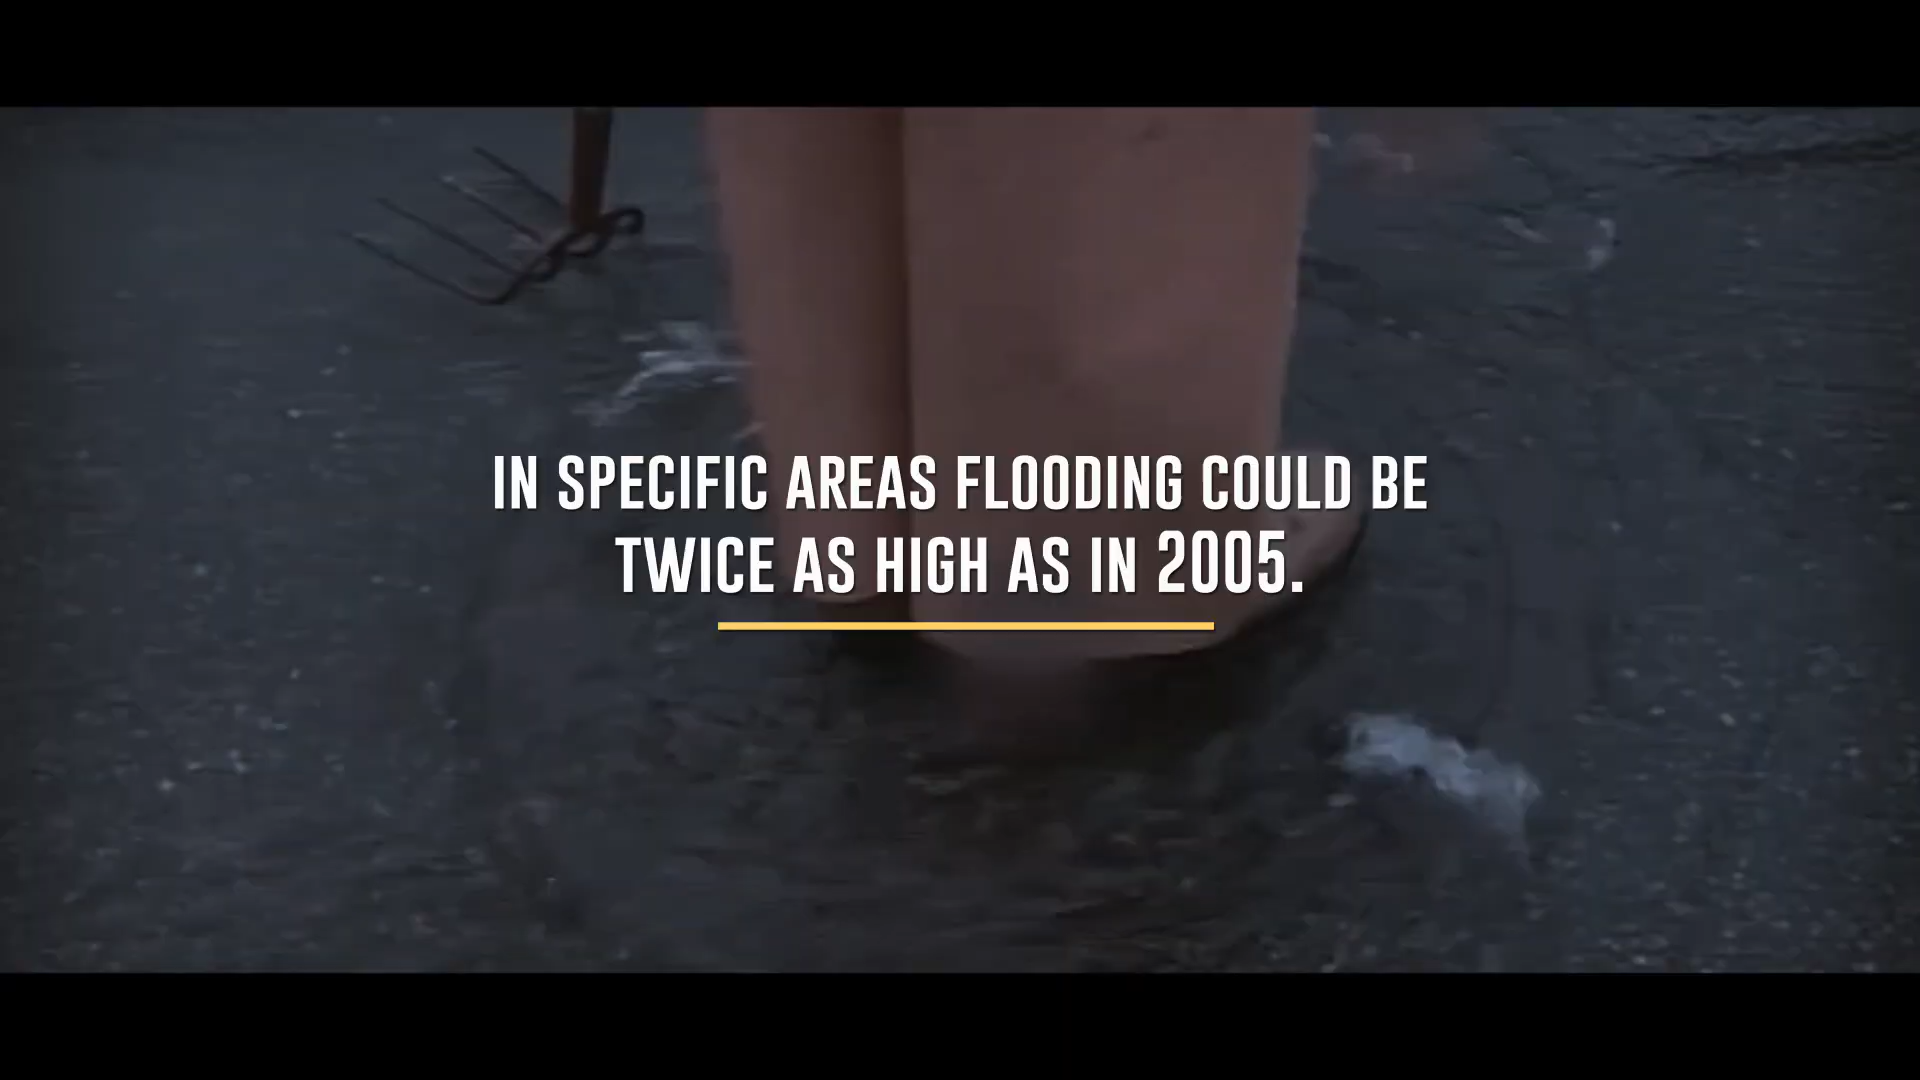 IN SPECIFIC AREAS FLOODING COULD BE
TWICE AS HIGH AS IN 2005.